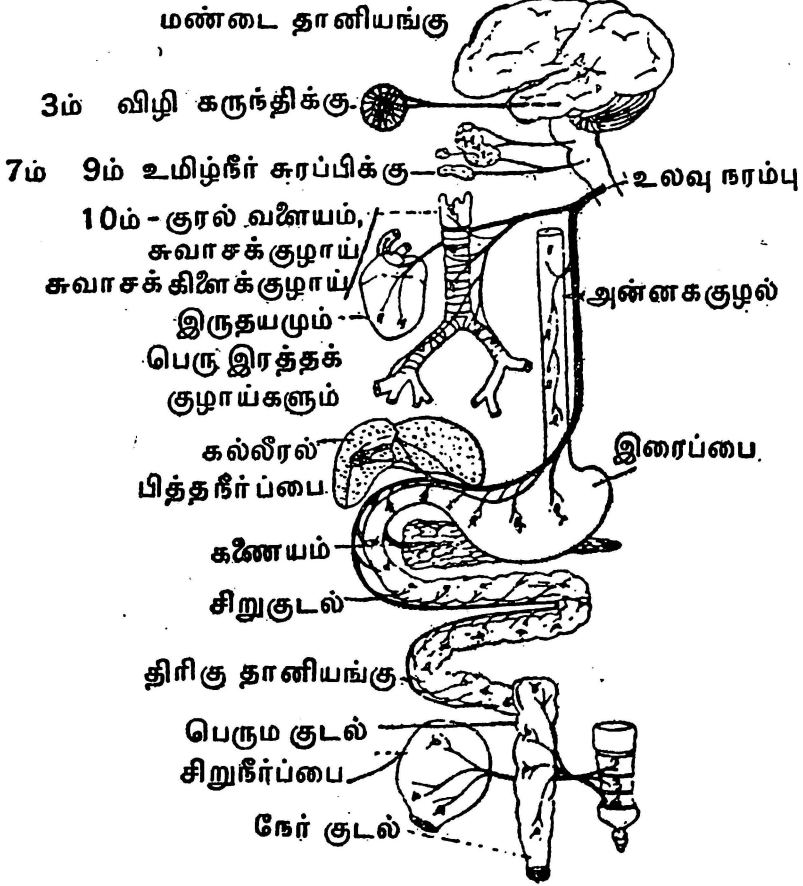 மண்டை தானியங்கு
3ம் விழி கருந்திக்கு
7ம் 9ம் உமிழ்நீர் சுரப்பிக்கு
உலவு நரம்பு
10ம் - குரல் வளையம்,
சுவாசக்குழாய்
சுவாசக்கிளைக்குழாய்
அன்னககுழல்
இருதயமும்
பெரு இரத்தக்
குழாய்களும்
கல்லீரல்
இரைப்பை
பித்தநீர்ப்பை
கணையம்
சிறுகுடல்
திரிகு தானியங்கு
பெரும குடல்
சிறுநீர்ப்பை
நேர் குடல்